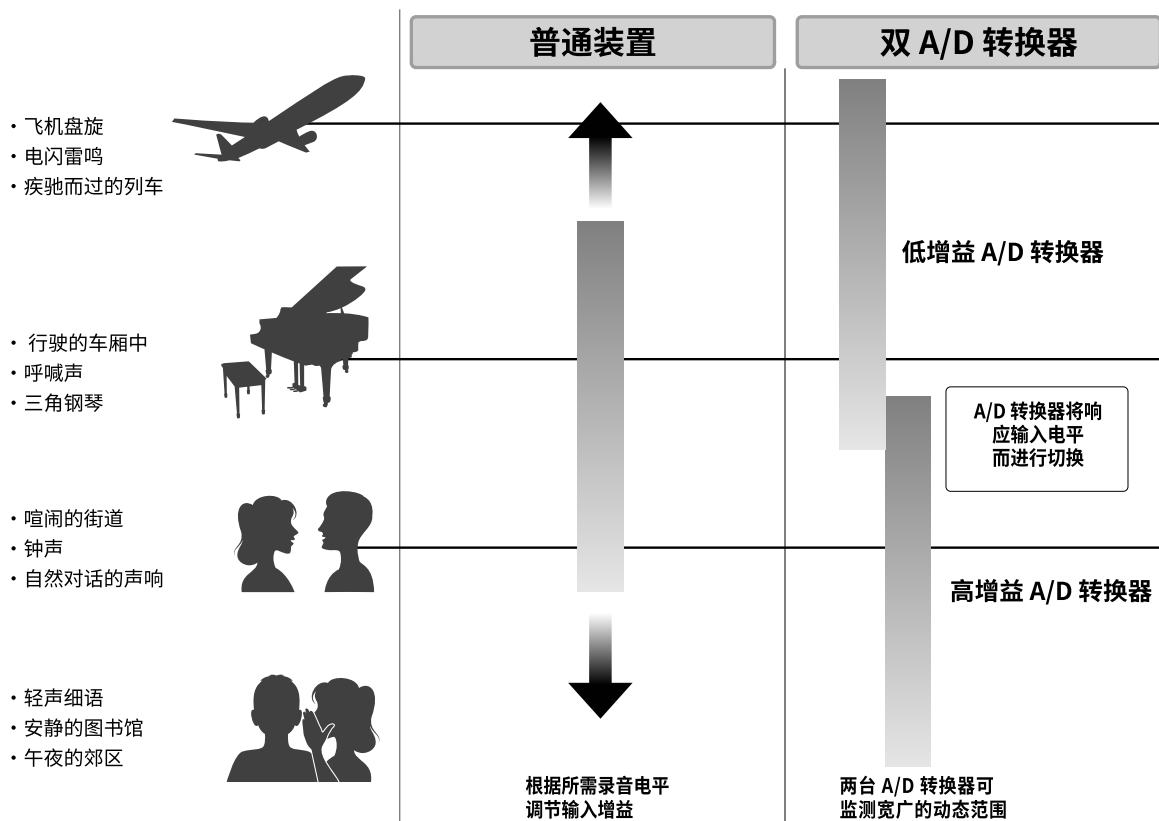 普通装置
双 A/D 转换器
・飞机盘旋
・电闪雷鸣
・疾驰而过的列车
低增益 A/D 转换器
・ 行驶的车厢中
・呼喊声
・三角钢琴
A/D 转换器将响
应输入电平
而进行切换
・喧闹的街道
・钟声
・自然对话的声响
高增益 A/D 转换器
・轻声细语
・安静的图书馆
・午夜的郊区
根据所需录音电平
调节输入增益
两台 A/D 转换器可
监测宽广的动态范围